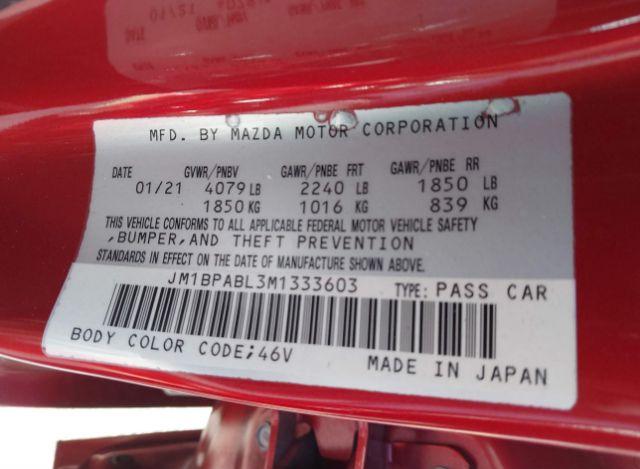 MFD. BY MAZDA MOTOR CORPORATION
DATE GVWR/PNBV GAWR/PNBE FRT GAWR/PNBE RR
01/21 4079 LB 2240 LB 1850 LB
1850 KG 1016 KG 839 KG
THIS VEHICLE CONFORMS TO ALL APPLICABLE FEDERAL MOTOR VEHICLE SAFETY
,BUMPER,AND THEFT PREVENTION
STANDARDS IN EFFECT ON THE DATE OF MANUFACTURE SHOWN ABOVE.
JM1BPABL3M1333603 TYPE: PASS CAR
BODY COLOR CODE;46V MADE IN JAPAN